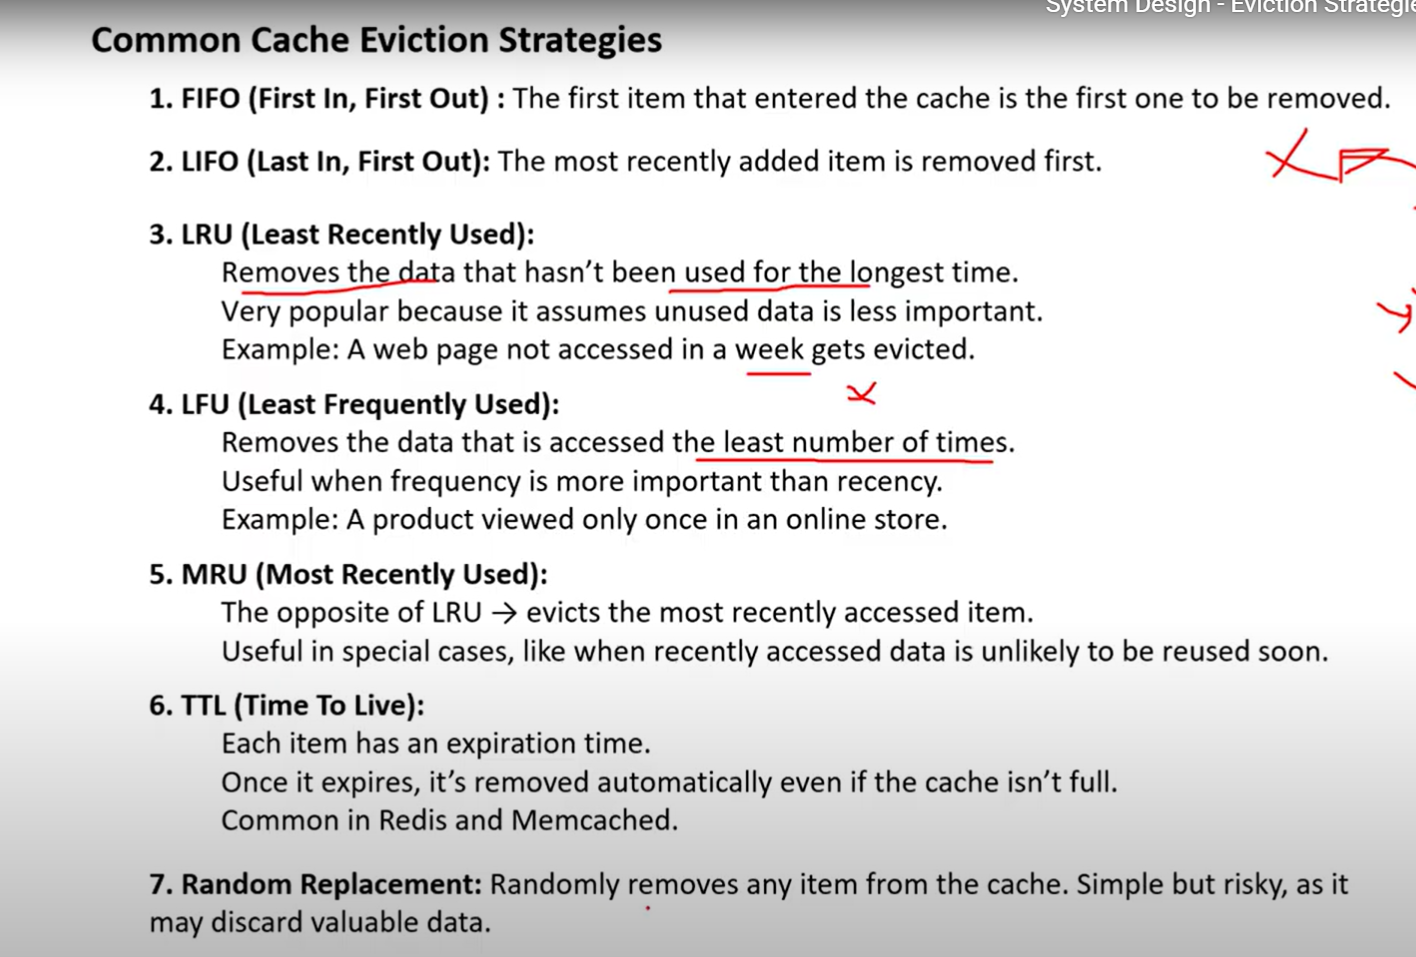 System Design - Eviction Strategie
Common Cache Eviction Strategies
1. FIFO (First In, First Out) : The first item that entered the cache is the first one to be removed.
2. LIFO (Last In, First Out): The most recently added item is removed first.
3. LRU (Least Recently Used):
Removes the data that hasn’t been used for the longest time.
Very popular because it assumes unused data is less important.
Example: A web page not accessed in a week gets evicted.
4. LFU (Least Frequently Used):
Removes the data that is accessed the least number of times.
Useful when frequency is more important than recency.
Example: A product viewed only once in an online store.
5. MRU (Most Recently Used):
The opposite of LRU → evicts the most recently accessed item.
Useful in special cases, like when recently accessed data is unlikely to be reused soon.
6. TTL (Time To Live):
Each item has an expiration time.
Once it expires, it’s removed automatically even if the cache isn’t full.
Common in Redis and Memcached.
7. Random Replacement: Randomly removes any item from the cache. Simple but risky, as it
may discard valuable data.